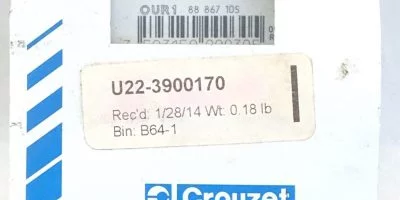 OUR1 88 867 105
U22-3900170
Rec'd: 1/28/14 Wt: 0.18 lb
Bin: B64-1
Crouzet